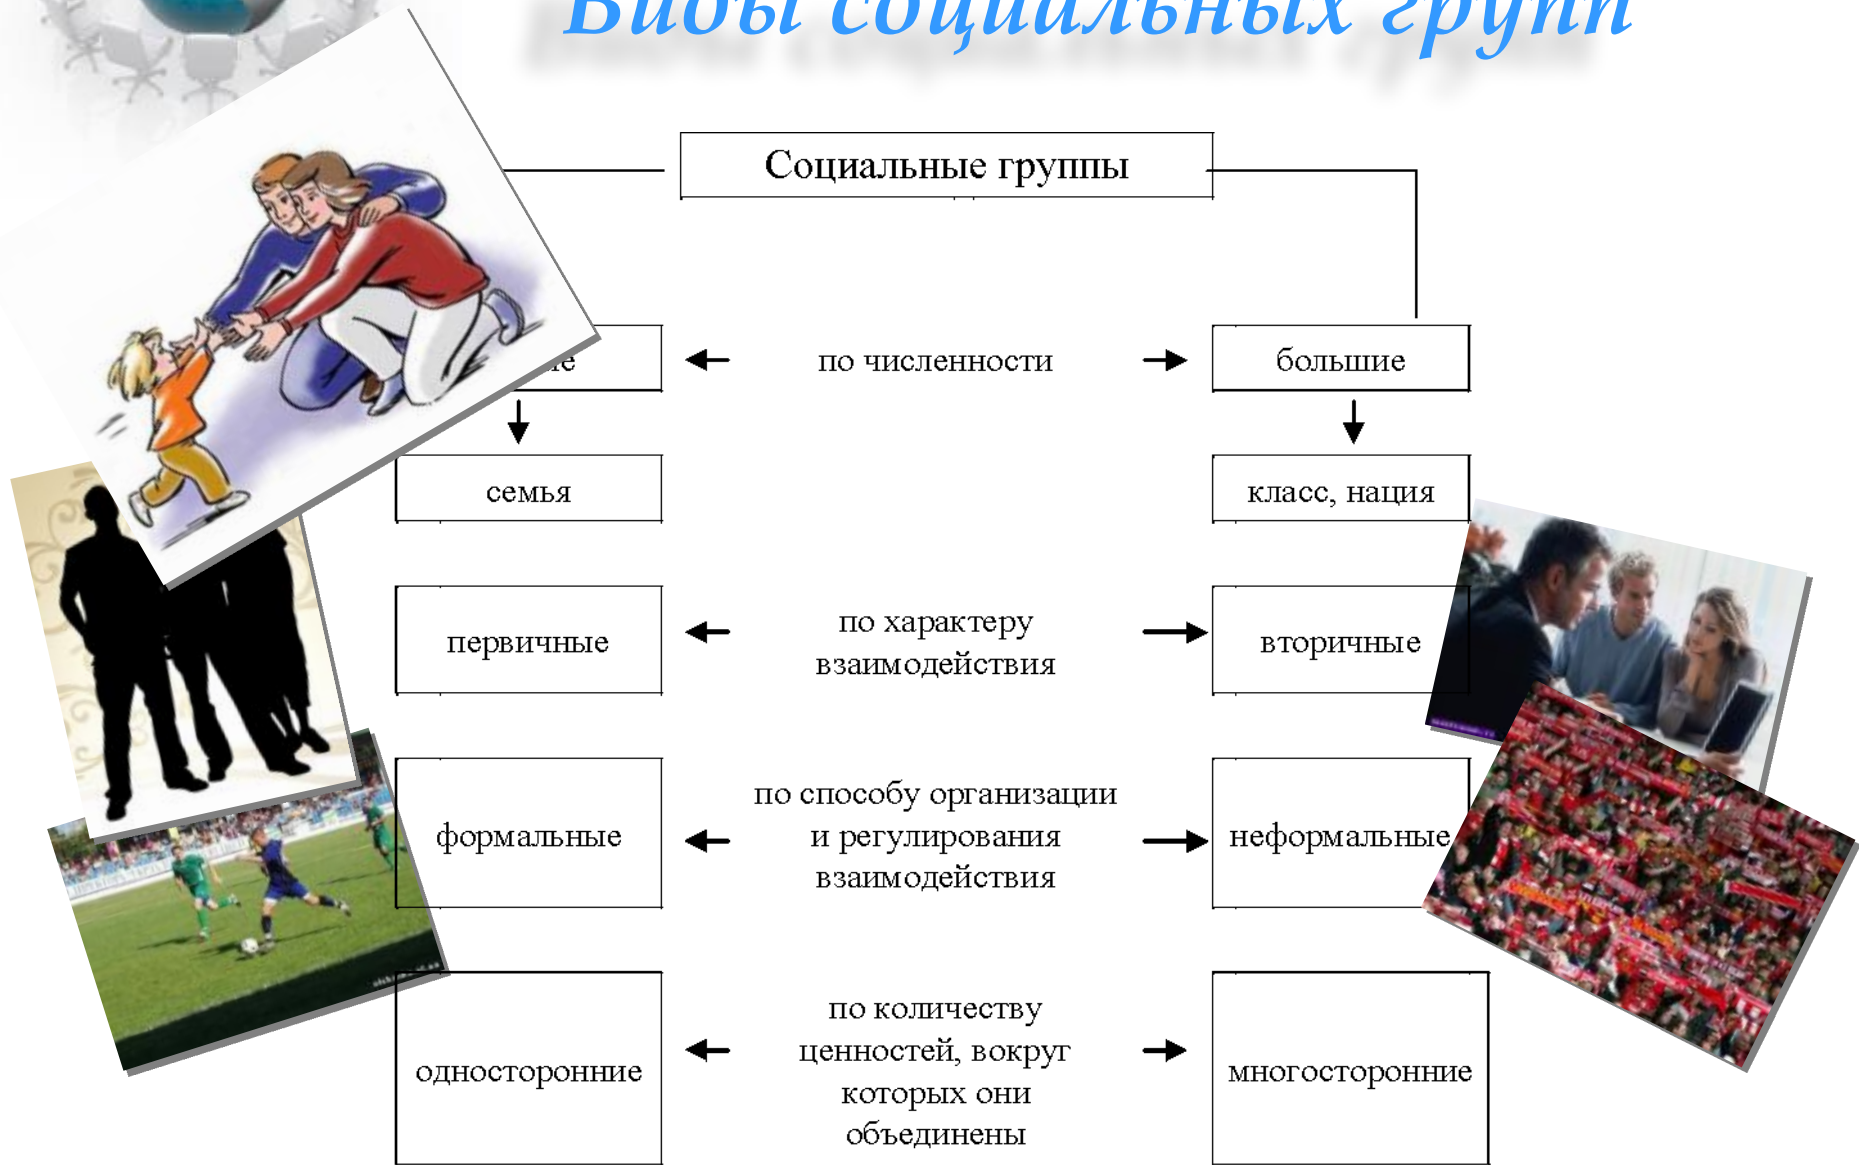 Виды социальных групп
Социальные группы
по численности
большие
семья
класс, нация
первичные
по характеру
взаимодействия
вторичные
формальные
по способу организации
и регулирования
взаимодействия
неформальные
односторонние
по количеству
ценностей, вокруг
которых они
объединены
многосторонние